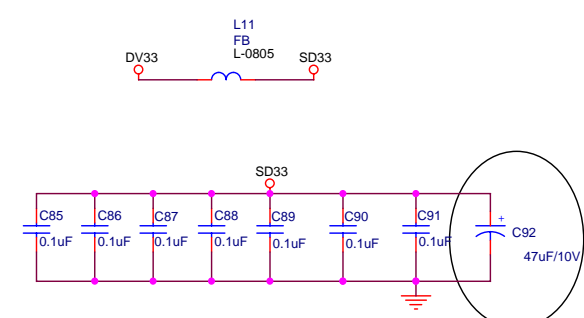 L11
FB
L-0805
DV33
SD33
SD33
C85
C86
C87
C88
C89
C90
C91
+
C92
0.1uF
0.1uF
0.1uF
0.1uF
0.1uF
0.1uF
0.1uF
47uF/10V